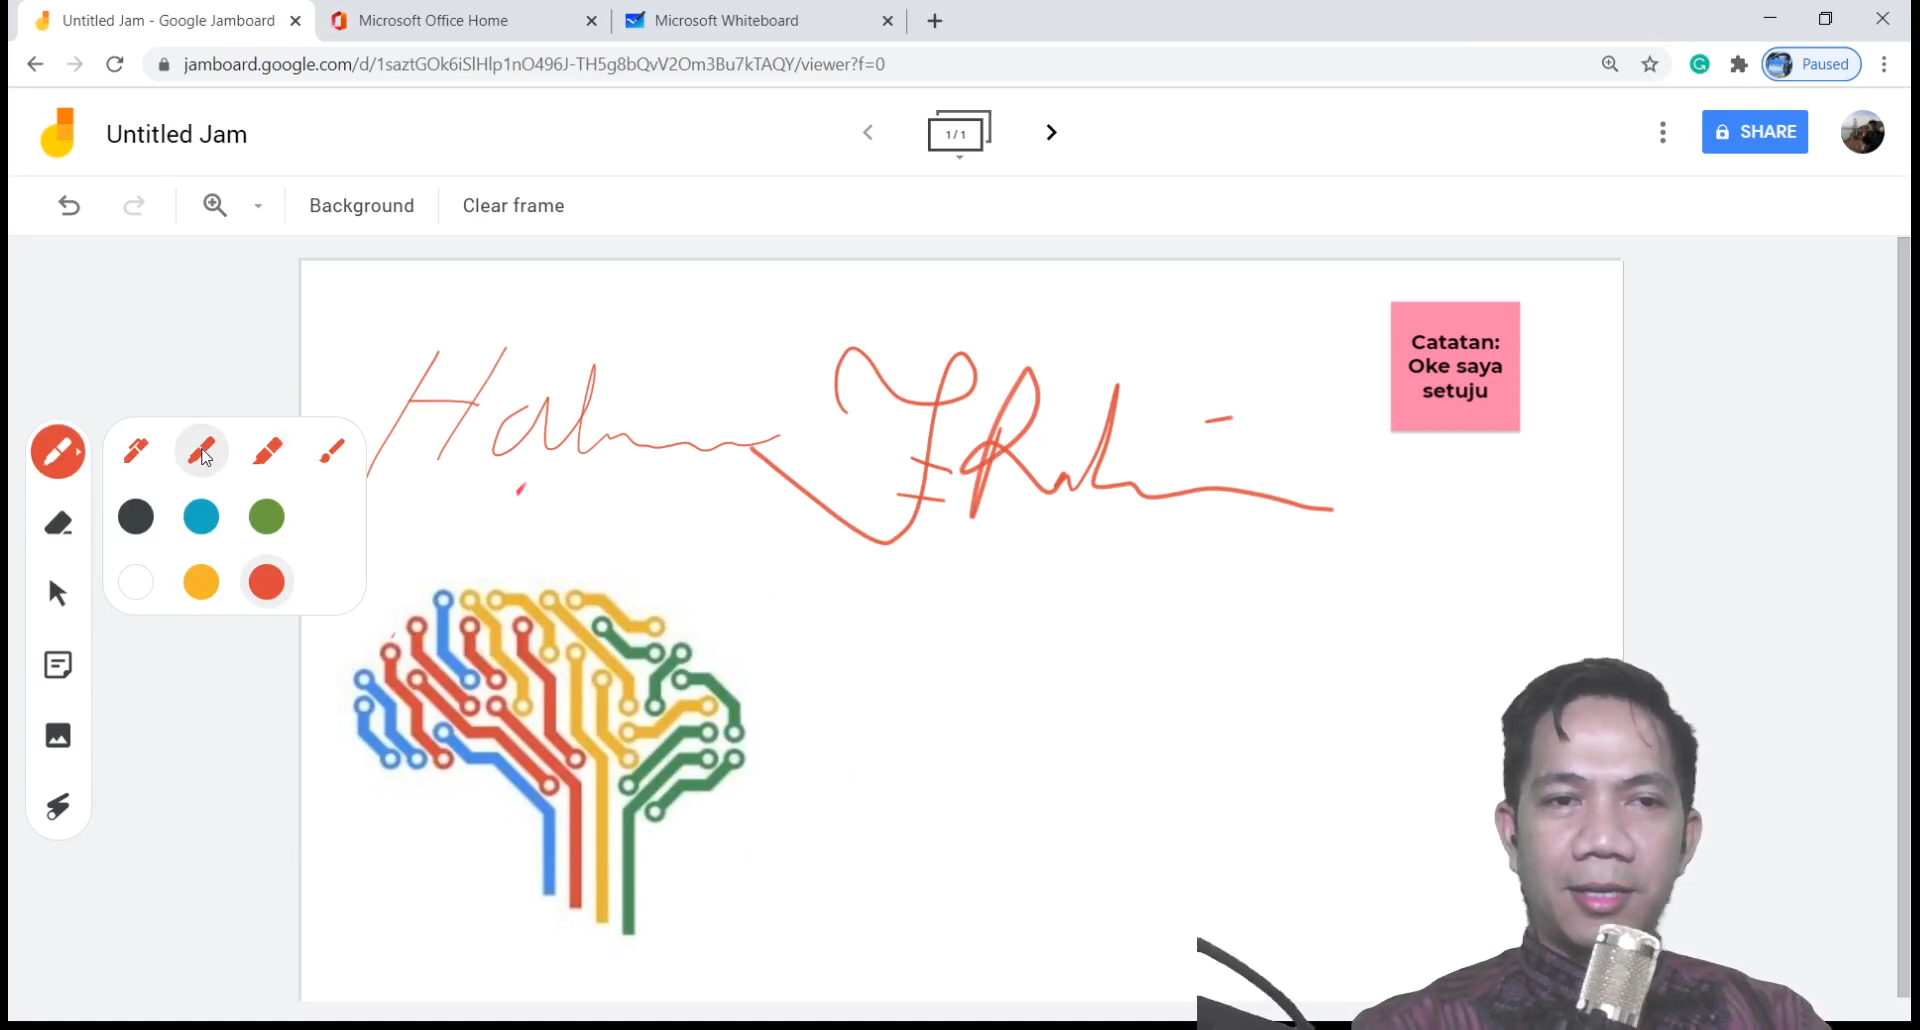 Untitled Jam - Google Jamboard
Microsoft Office Home
Microsoft Whiteboard
jamboard.google.com/d/1saztGOk6iSlHlp1nO496J-TH5g8bQvV2Om3Bu7kTAQY/viewer?f=0
Paused
Untitled Jam
1/1
SHARE
Background
Clear frame
Catatan:
Oke saya
setuju